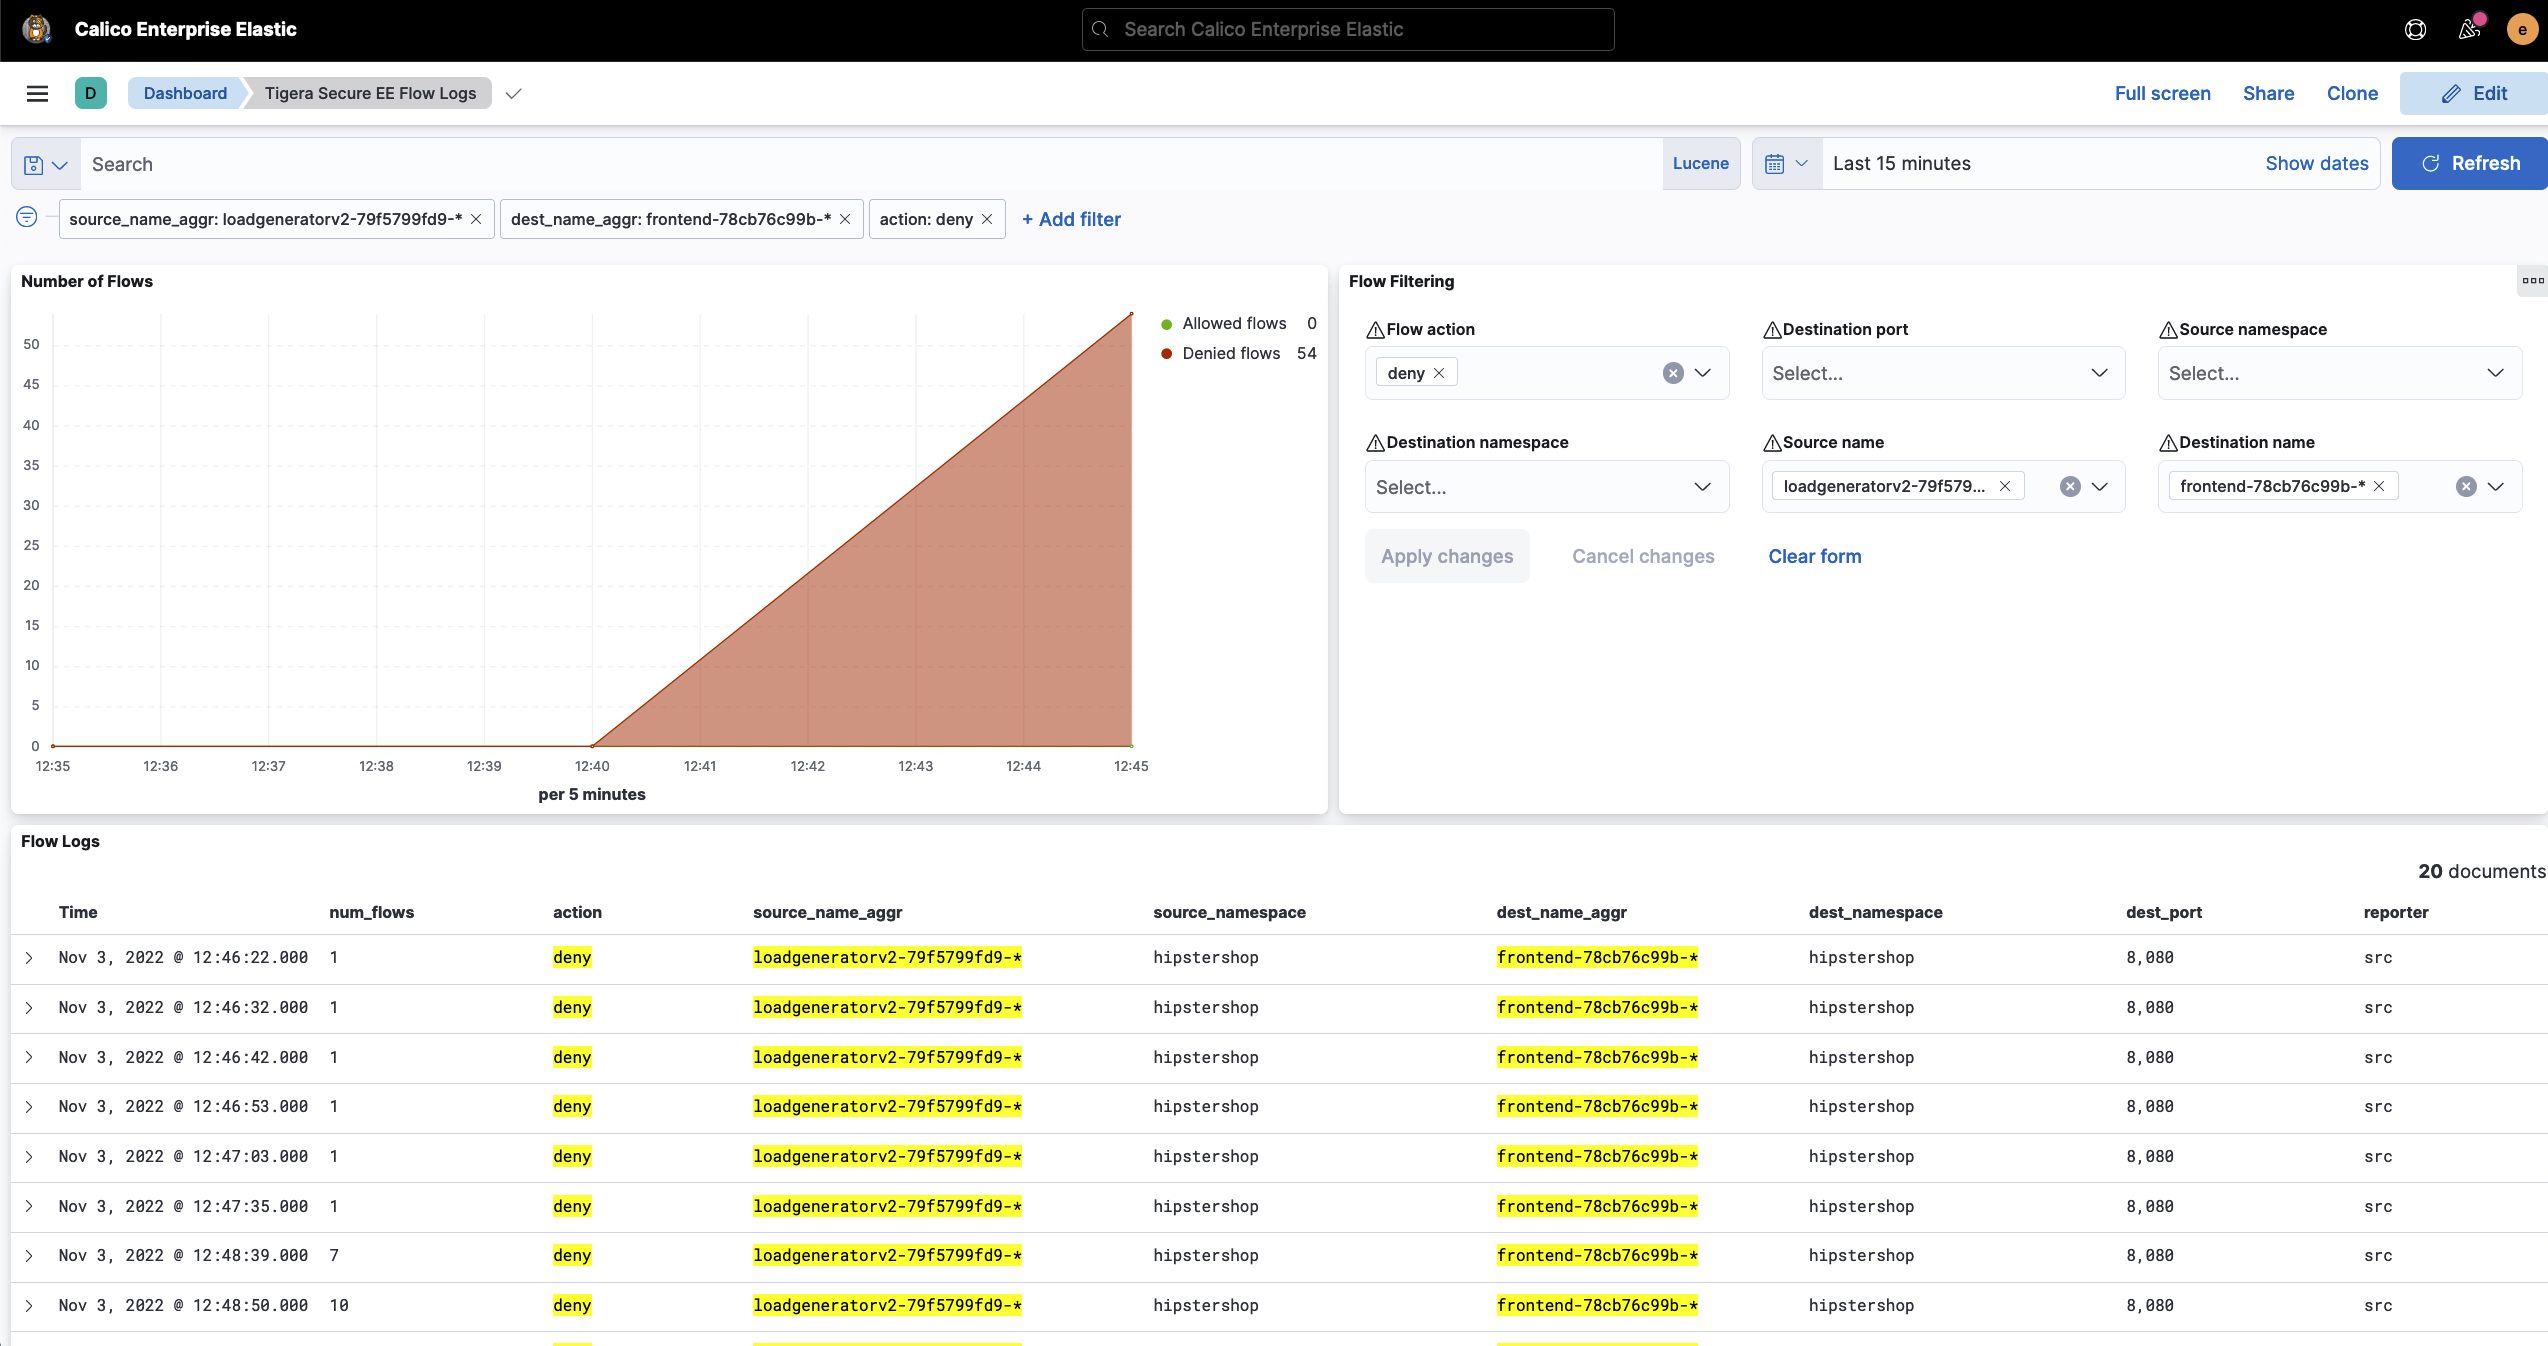 Calico Enterprise Elastic
Search Calico Enterprise Elastic
e
D
Dashboard
Tigera Secure EE Flow Logs
Full screen
Share
Clone
Edit
Search
Lucene
Last 15 minutes
Show dates
Refresh
source_name_aggr: loadgeneratorv2-79f5799fd9-*
dest_name_aggr: frontend-78cb76c99b-*
action: deny
+ Add filter
Number of Flows
50
45
40
35
30
25
20
15
10
5
0
12:35 12:36 12:37 12:38 12:39 12:40 12:41 12:42 12:43 12:44 12:45
per 5 minutes
Allowed flows 0
Denied flows 54
Flow Filtering
Flow action
deny
Destination port
Select...
Source namespace
Select...
Destination namespace
Select...
Source name
loadgeneratorv2-79f579...
Destination name
frontend-78cb76c99b-*
Apply changes
Cancel changes
Clear form
Flow Logs
20 documents
Time num_flows action source_name_aggr source_namespace dest_name_aggr dest_namespace dest_port reporter
Nov 3, 2022 @ 12:46:22.000 1 deny loadgeneratorv2-79f5799fd9-* hipstershop frontend-78cb76c99b-* hipstershop 8,080 src
Nov 3, 2022 @ 12:46:32.000 1 deny loadgeneratorv2-79f5799fd9-* hipstershop frontend-78cb76c99b-* hipstershop 8,080 src
Nov 3, 2022 @ 12:46:42.000 1 deny loadgeneratorv2-79f5799fd9-* hipstershop frontend-78cb76c99b-* hipstershop 8,080 src
Nov 3, 2022 @ 12:46:53.000 1 deny loadgeneratorv2-79f5799fd9-* hipstershop frontend-78cb76c99b-* hipstershop 8,080 src
Nov 3, 2022 @ 12:47:03.000 1 deny loadgeneratorv2-79f5799fd9-* hipstershop frontend-78cb76c99b-* hipstershop 8,080 src
Nov 3, 2022 @ 12:47:35.000 1 deny loadgeneratorv2-79f5799fd9-* hipstershop frontend-78cb76c99b-* hipstershop 8,080 src
Nov 3, 2022 @ 12:48:39.000 7 deny loadgeneratorv2-79f5799fd9-* hipstershop frontend-78cb76c99b-* hipstershop 8,080 src
Nov 3, 2022 @ 12:48:50.000 10 deny loadgeneratorv2-79f5799fd9-* hipstershop frontend-78cb76c99b-* hipstershop 8,080 src